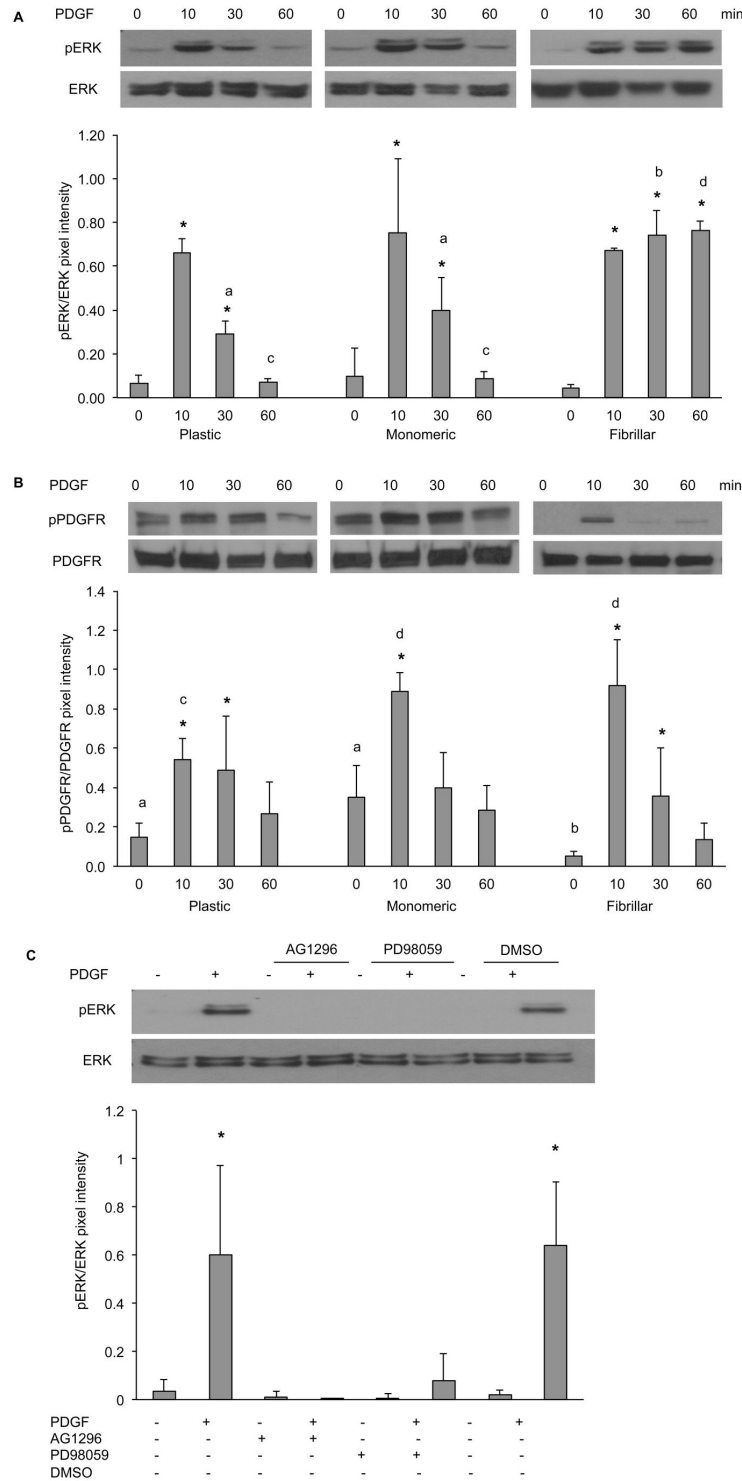 A
PDGF 0 10 30 60 0 10 30 60 0 10 30 60 min
pERK
ERK
1.20
1.00
0.80
0.60
0.40
0.20
0.00
pERK/ERK pixel intensity
* a * c * a * c * b * d *
0 10 30 60 0 10 30 60 0 10 30 60
Plastic Monomeric Fibrillar
B
PDGF 0 10 30 60 0 10 30 60 0 10 30 60 min
pPDGFR
PDGFR
1.4
1.2
1.0
0.8
0.6
0.4
0.2
0.0
pPDGFR/PDGFR pixel intensity
a c * * a d * b d * *
0 10 30 60 0 10 30 60 0 10 30 60
Plastic Monomeric Fibrillar
C
AG1296 PD98059 DMSO
PDGF - + - + - + - +
pERK
ERK
1.2
1
0.8
0.6
0.4
0.2
0
pERK/ERK pixel intensity
* *
PDGF - + - + - + - +
AG1296 - - + + - - - -
PD98059 - - - - + + - -
DMSO - - - - - - - -